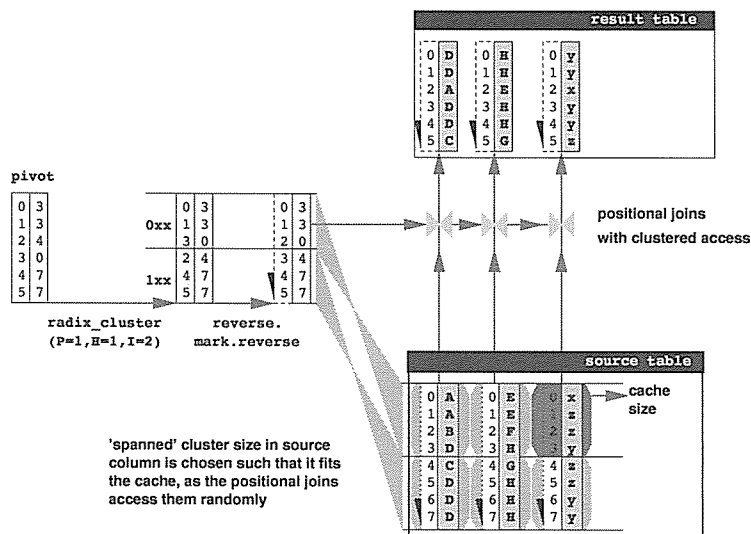 result table
0 D 0 H 0 y
1 D 1 H 1 y
2 A 2 E 2 x
3 D 3 H 3 y
4 D 4 H 4 y
5 C 5 G 5 z
pivot
0 3
1 3
2 4
3 0
4 7
5 7
0xx
0 3
1 3
3 0
1xx
2 4
4 7
5 7
0 3
1 3
2 0
3 4
4 7
5 7
positional joins
with clustered access
radix_cluster
(P=1,H=1,I=2)
reverse.
mark.reverse
source table
0 A 0 E 0 x
1 A 1 E 1 z
2 B 2 F 2 z
3 D 3 H 3 y
4 C 4 G 4 z
5 D 5 H 5 z
6 D 6 H 6 y
7 D 7 H 7 y
cache
size
'spanned' cluster size in source
column is chosen such that it fits
the cache, as the positional joins
access them randomly